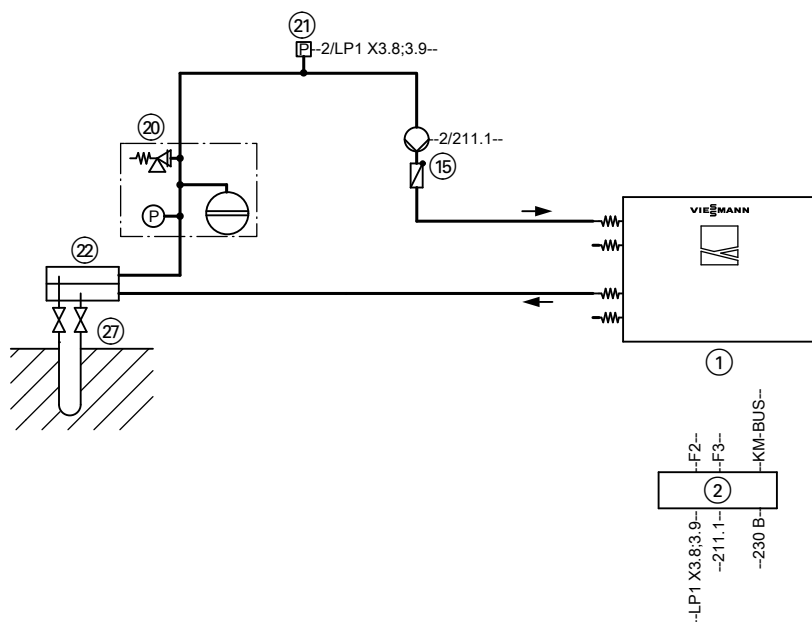 21
P--2/LP1 X3.8;3.9--
20
--2/211.1--
15
P
VIESSMANN
22
27
1
--F2--
--F3--
--KM-BUS--
2
--LP1 X3.8;3.9--
--211.1--
--230 B--